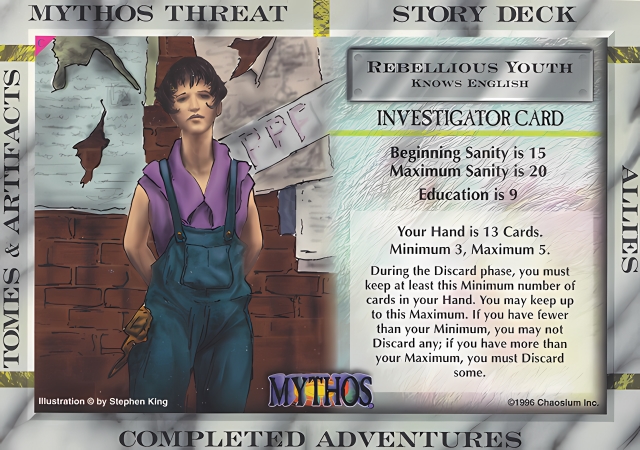 MYTHOS THREAT
STORY DECK
TOMES & ARTIFACTS
ALLIES
REBELLIOUS YOUTH
KNOWS ENGLISH
INVESTIGATOR CARD
Beginning Sanity is 15
Maximum Sanity is 20
Education is 9
Your Hand is 13 Cards.
Minimum 3, Maximum 5.
During the Discard phase, you must
keep at least this Minimum number of
cards in your Hand. You may keep up
to this Maximum. If you have fewer
than your Minimum, you may not
Discard any; if you have more than
your Maximum, you must Discard
some.
PPP
Illustration © by Stephen King
MYTHOS
©1996 Chaosium Inc.
COMPLETED ADVENTURES